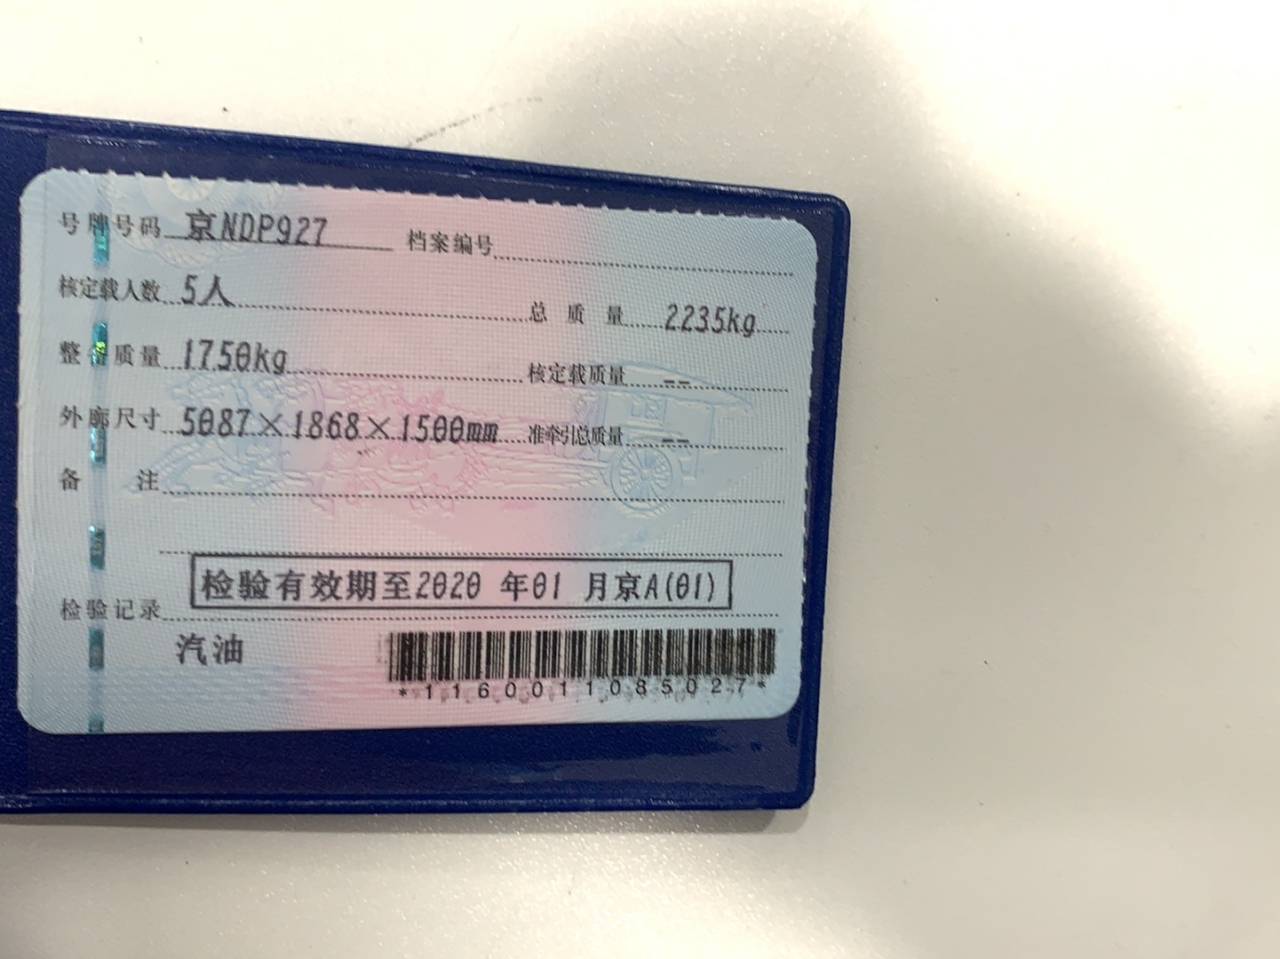 号牌号码 京NDP927 档案编号
核定载人数 5人 总质量 2235kg
整备质量 1750kg 核定载质量 --
外廓尺寸 5087×1868×1500mm 准牵引总质量 --
备注
检验有效期至2020 年01 月京A(01)
检验记录
汽油
*1160011085027*